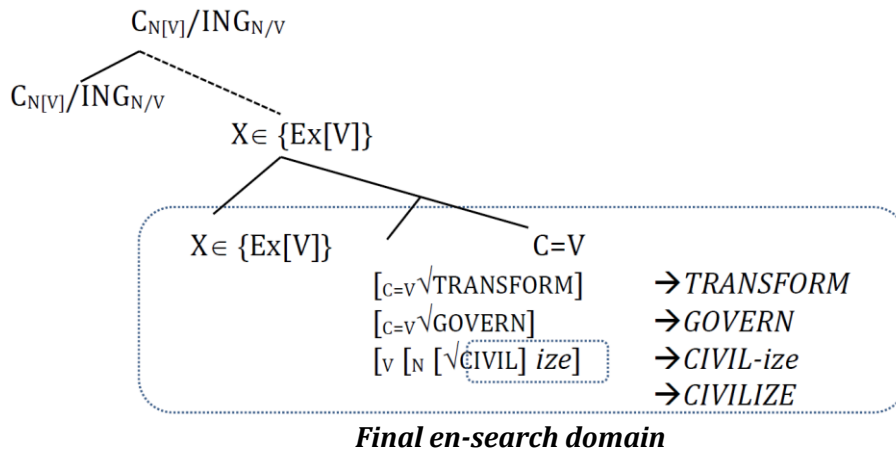 C_N[V]/ING_N/V
C_N[V]/ING_N/V
X∈ {Ex[V]}
X∈ {Ex[V]} C=V
[C=V√TRANSFORM] →TRANSFORM
[C=V√GOVERN] →GOVERN
[V [N [√CIVIL] ize] →CIVIL-ize
→CIVILIZE
Final en-search domain